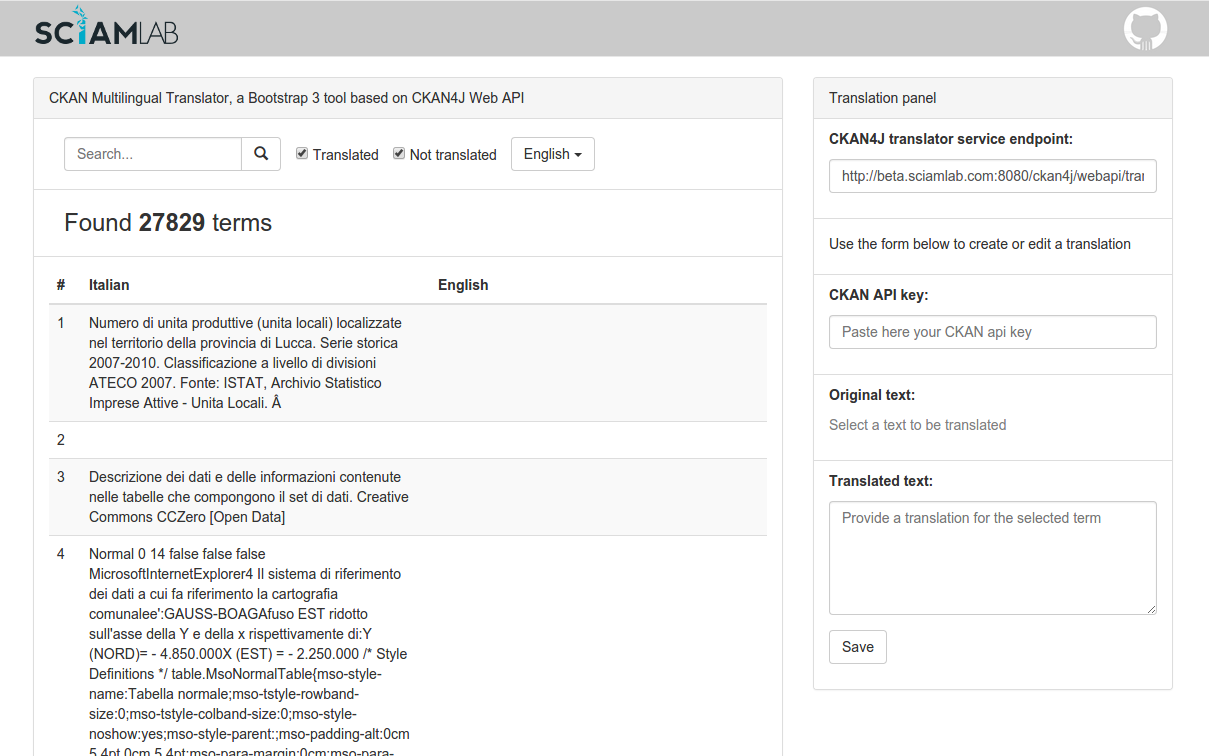 SCIAMLAB
CKAN Multilingual Translator, a Bootstrap 3 tool based on CKAN4J Web API
Search...
Translated
Not translated
English
Found 27829 terms
# Italian English
1 Numero di unita produttive (unita locali) localizzate
nel territorio della provincia di Lucca. Serie storica
2007-2010. Classificazione a livello di divisioni
ATECO 2007. Fonte: ISTAT, Archivio Statistico
Imprese Attive - Unita Locali. Â
2
3 Descrizione dei dati e delle informazioni contenute
nelle tabelle che compongono il set di dati. Creative
Commons CCZero [Open Data]
4 Normal 0 14 false false false
MicrosoftInternetExplorer4 Il sistema di riferimento
dei dati a cui fa riferimento la cartografia
comunalee':GAUSS-BOAGAfuso EST ridotto
sull'asse della Y e della x rispettivamente di:Y
(NORD)= - 4.850.000X (EST) = - 2.250.000 /* Style
Definitions */ table.MsoNormalTable{mso-style-
name:Tabella normale;mso-tstyle-rowband-
size:0;mso-tstyle-colband-size:0;mso-style-
noshow:yes;mso-style-parent:;mso-padding-alt:0cm
5.4pt 0cm 5.4pt;mso-para-margin:0cm;mso-para-
Translation panel
CKAN4J translator service endpoint:
http://beta.sciamlab.com:8080/ckan4j/webapi/tran
Use the form below to create or edit a translation
CKAN API key:
Paste here your CKAN api key
Original text:
Select a text to be translated
Translated text:
Provide a translation for the selected term
Save